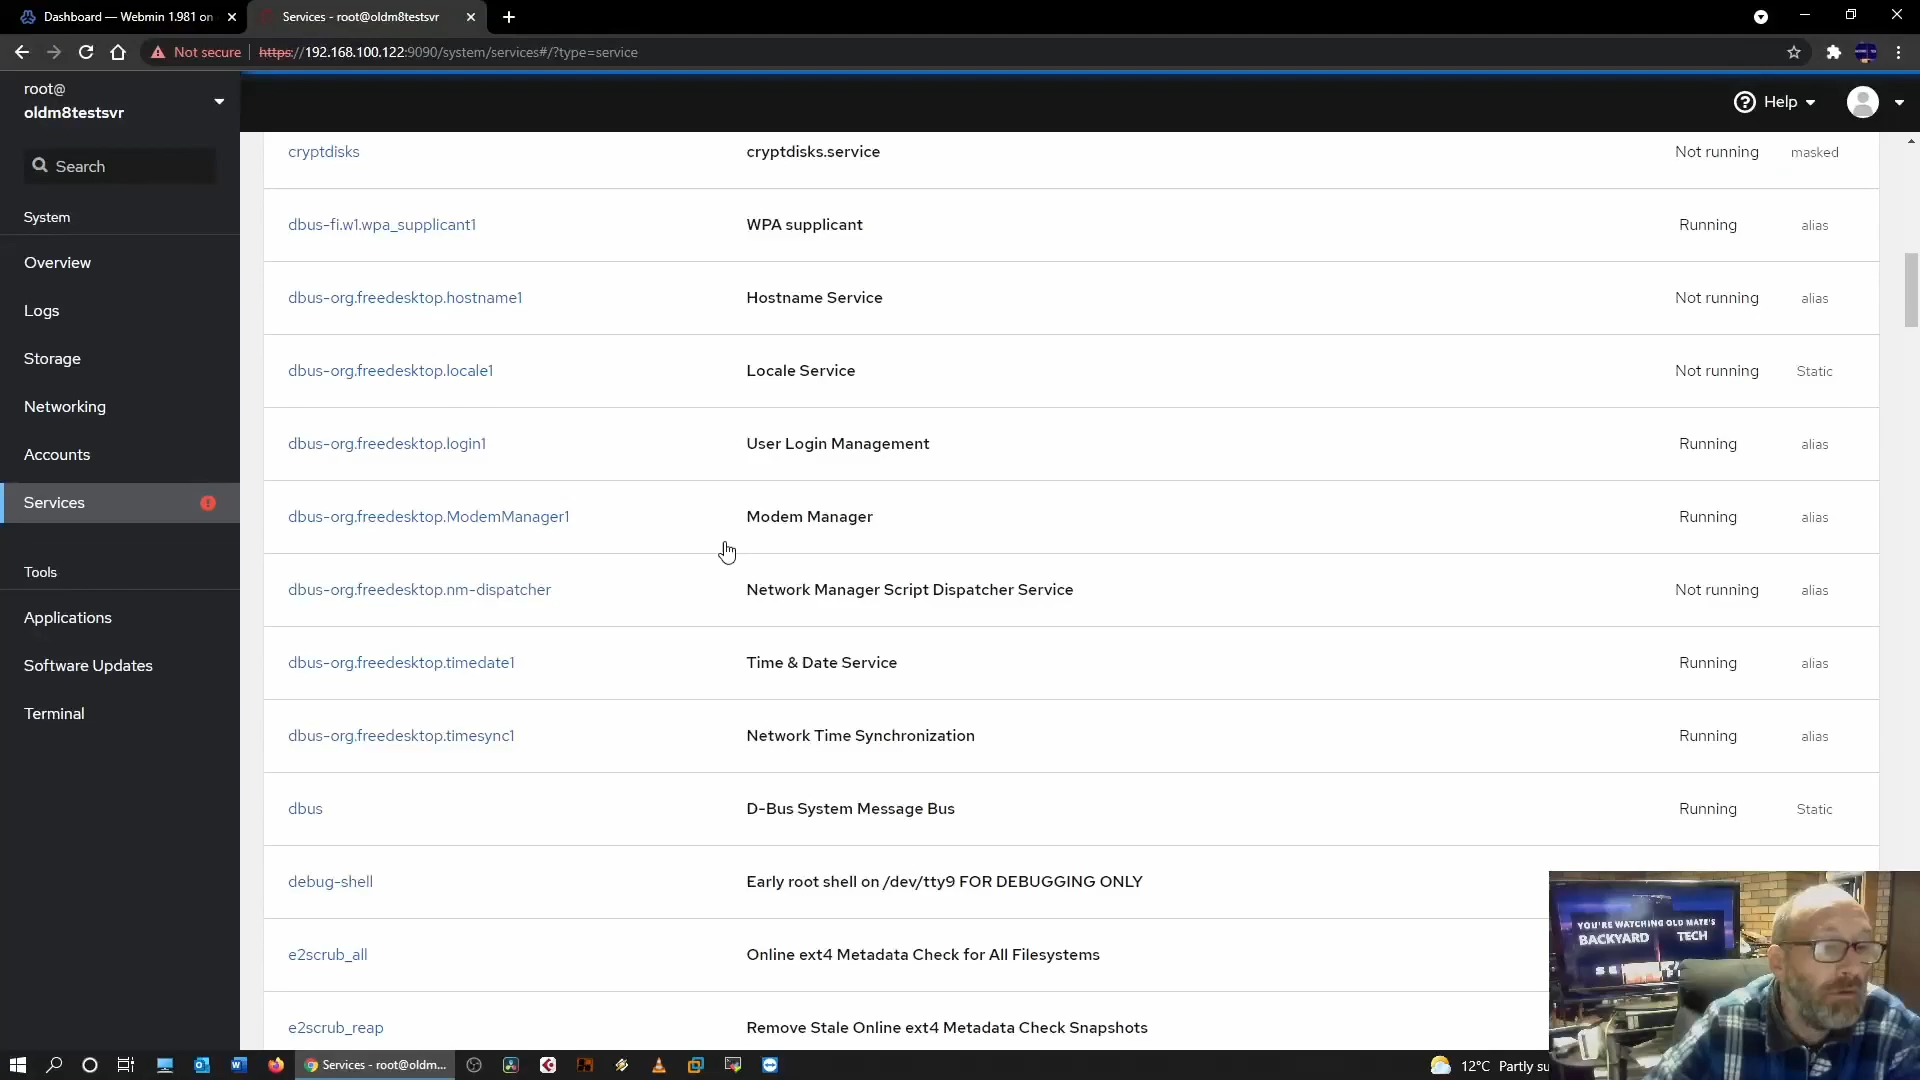 Dashboard — Webmin 1.981 on
Services - root@oldm8testsvr
Not secure
https://192.168.100.122:9090/system/services#/?type=service
root@
oldm8testsvr
Help
Search
System
Overview
Logs
Storage
Networking
Accounts
Services
Tools
Applications
Software Updates
Terminal
cryptdisks cryptdisks.service Not running masked
dbus-fi.w1.wpa_supplicant1 WPA supplicant Running alias
dbus-org.freedesktop.hostname1 Hostname Service Not running alias
dbus-org.freedesktop.locale1 Locale Service Not running Static
dbus-org.freedesktop.login1 User Login Management Running alias
dbus-org.freedesktop.ModemManager1 Modem Manager Running alias
dbus-org.freedesktop.nm-dispatcher Network Manager Script Dispatcher Service Not running alias
dbus-org.freedesktop.timedate1 Time & Date Service Running alias
dbus-org.freedesktop.timesync1 Network Time Synchronization Running alias
dbus D-Bus System Message Bus Running Static
debug-shell Early root shell on /dev/tty9 FOR DEBUGGING ONLY
e2scrub_all Online ext4 Metadata Check for All Filesystems
e2scrub_reap Remove Stale Online ext4 Metadata Check Snapshots
YOU'RE WATCHING OLD MATE'S
BACKYARD TECH
Services - root@oldm...
12°C Partly su